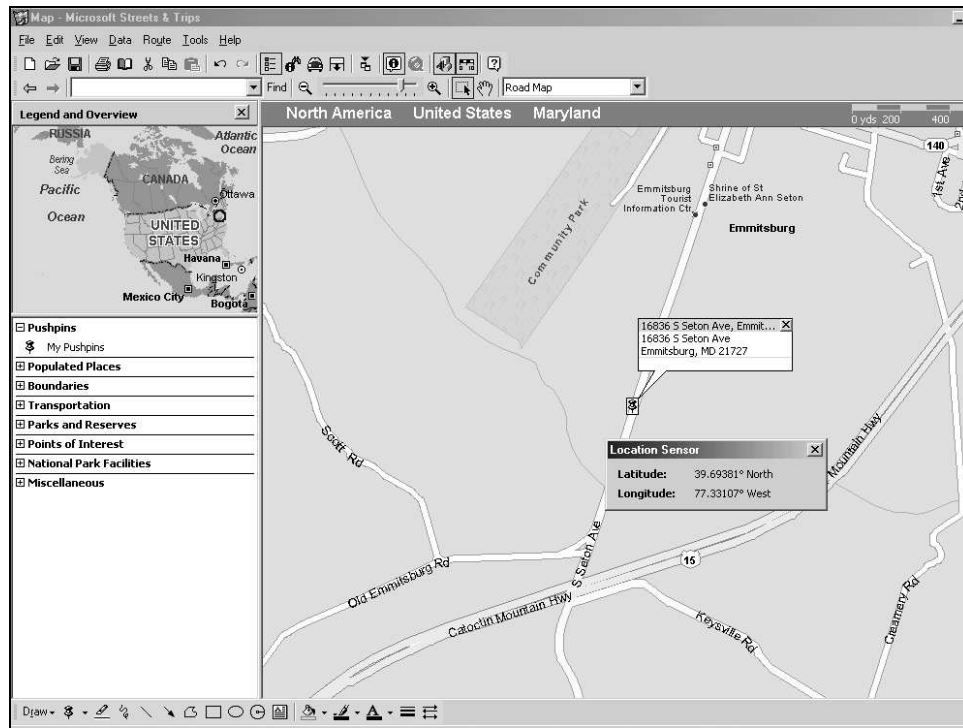 Map - Microsoft Streets & Trips
File Edit View Data Route Tools Help
Find
Road Map
Legend and Overview
North America United States Maryland
0 yds 200 400
RUSSIA
Atlantic
Ocean
Bering
Sea
CANADA
Pacific
Ottawa
Ocean
UNITED
STATES
Havana
Kingston
Mexico City
Bogotá
Pushpins
My Pushpins
Populated Places
Boundaries
Transportation
Parks and Reserves
Points of Interest
National Park Facilities
Miscellaneous
140
1st Ave
2nd
Emmitsburg
Tourist
Information Ctr
Shrine of St
Elizabeth Ann Seton
Emmitsburg
Community Park
16836 S Seton Ave, Emmit...
16836 S Seton Ave
Emmitsburg, MD 21727
Scott Rd
Mountain Hwy
Location Sensor
Latitude: 39.69381° North
Longitude: 77.33107° West
S Seton Ave
15
Old Emmitsburg Rd
Catoctin Mountain Hwy
Keysville Rd
Creamery Rd
Draw